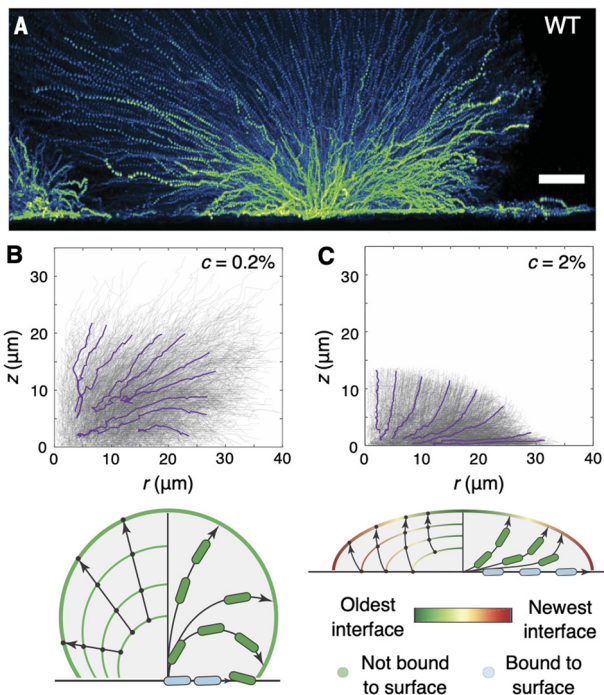 A
WT
B
c = 0.2%
30
20
10
0
z (μm)
0
10
20
30
40
r (μm)
C
c = 2%
30
20
10
0
z (μm)
0
10
20
30
40
r (μm)
Oldest
interface
Newest
interface
Not bound
to surface
Bound to
surface